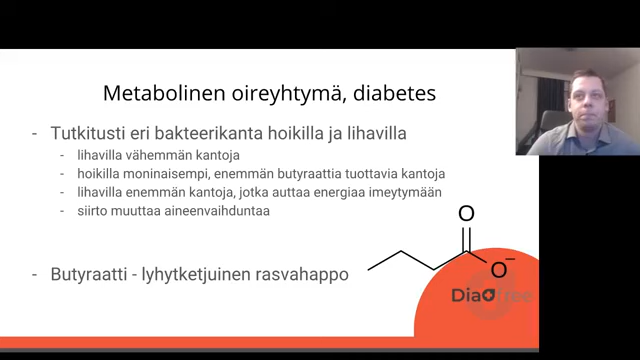 Metabolinen oireyhtymä, diabetes
- Tutkitusti eri bakteerikanta hoikilla ja lihavilla
- lihavilla vähemmän kantoja
- hoikilla moninaisempi, enemmän butyraattia tuottavia kantoja
- lihavilla enemmän kantoja, jotka auttaa energiaa imeytymään
- siirto muuttaa aineenvaihduntaa
O
O−
- Butyraatti - lyhytketjuinen rasvahappo
Diafree